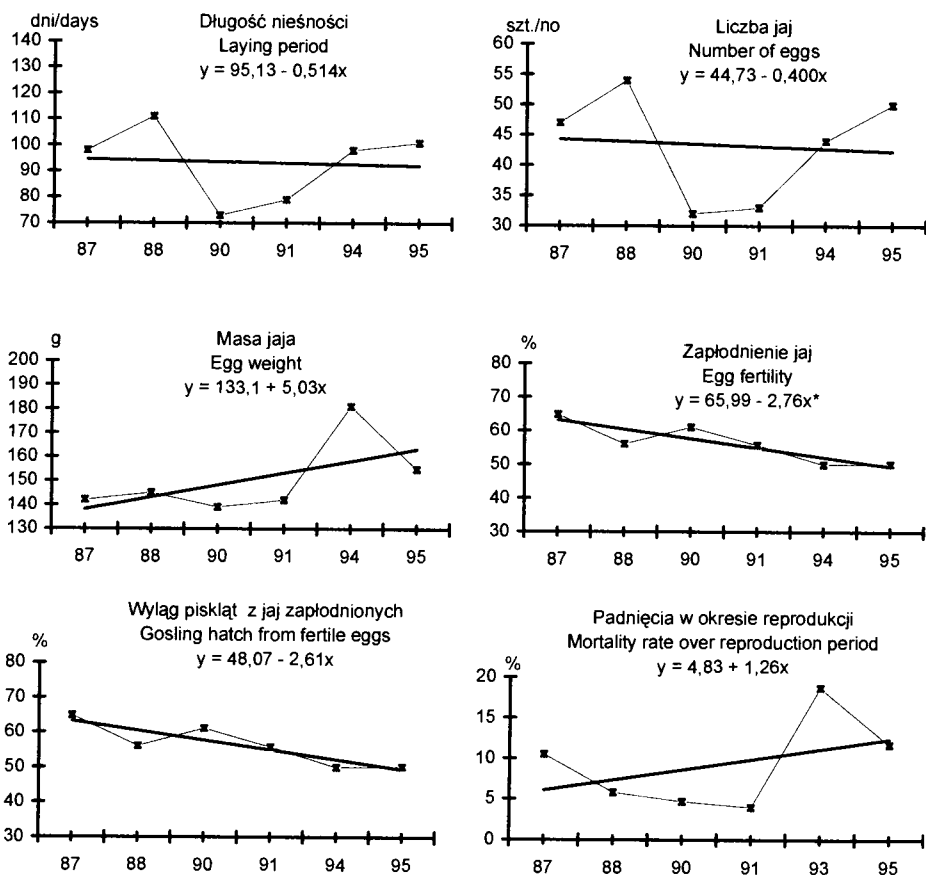 dni/days
Długość nieśności
Laying period
y = 95,13 - 0,514x
140
130
120
110
100
90
80
70
87 88 90 91 94 95
szt./no
Liczba jaj
Number of eggs
y = 44,73 - 0,400x
60
55
50
45
40
35
30
87 88 90 91 94 95
g
Masa jaja
Egg weight
y = 133,1 + 5,03x
200
190
180
170
160
150
140
130
87 88 90 91 94 95
%
Zapłodnienie jaj
Egg fertility
y = 65,99 - 2,76x*
80
70
60
50
40
30
87 88 90 91 94 95
Wyląg piskląt z jaj zapłodnionych
Gosling hatch from fertile eggs
y = 48,07 - 2,61x
%
80
70
60
50
40
30
87 88 90 91 94 95
Padnięcia w okresie reprodukcji
Mortality rate over reproduction period
y = 4,83 + 1,26x
%
20
15
10
5
0
87 88 90 91 93 95